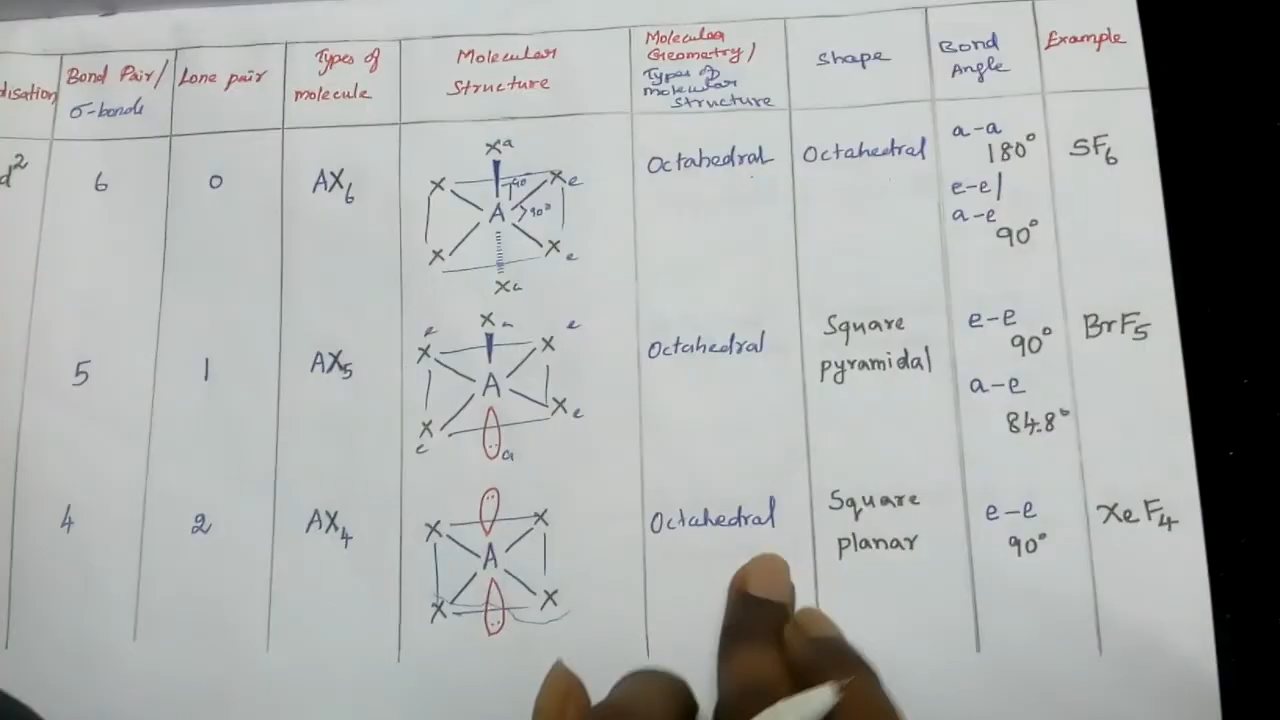 disation
Bond Pair/
σ-bonds
Lone pair
Types of
molecule
Molecular
Structure
Molecular
Geometry/
Types of
molecular
structure
Shape
Bond
Angle
Example
d²
6
0
AX₆
Xa
X
Xe
90
A
90°
X
Xe
Xa
Octahedral
Octahedral
a-a
180°
e-e/
a-e
90°
SF₆
5
1
AX₅
X a
e
e
X
X
A
X
X e
e
a
Octahedral
Square
pyramidal
e-e
90°
a-e
84.8°
BrF₅
4
2
AX₄
X
X
A
X
X
Octahedral
Square
planar
e-e
90°
XeF₄